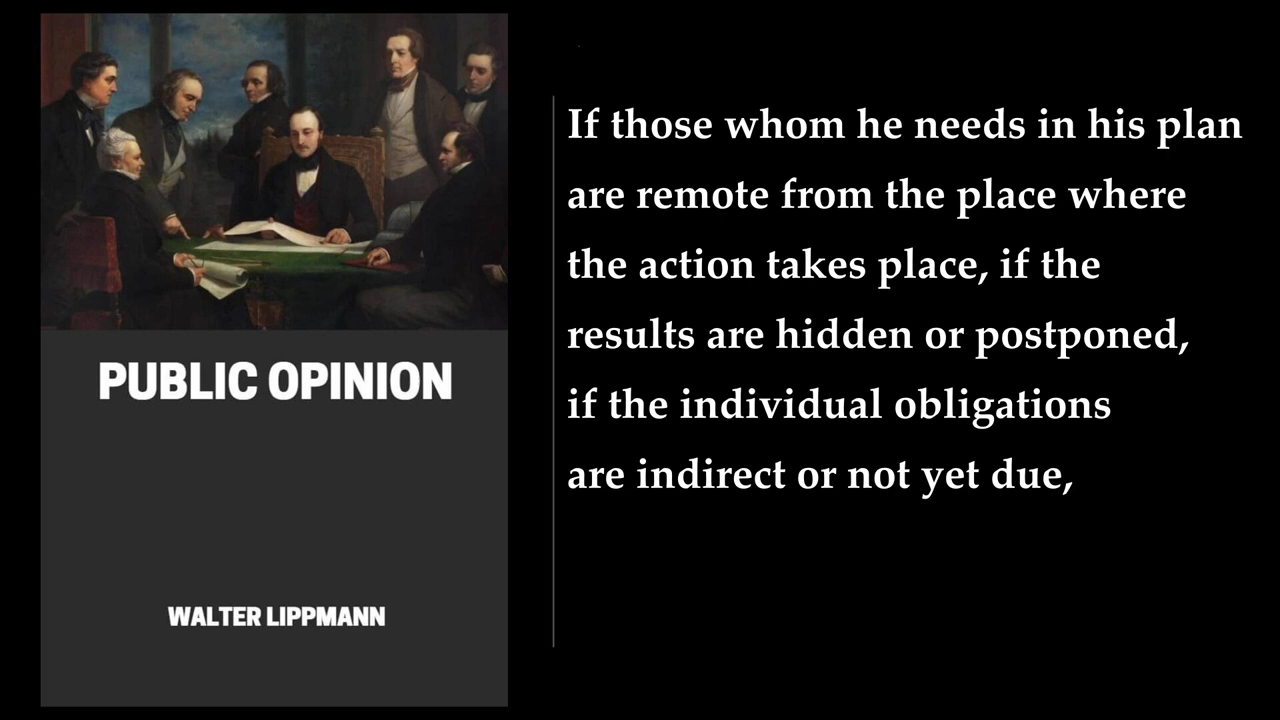 PUBLIC OPINION
WALTER LIPPMANN
If those whom he needs in his plan
are remote from the place where
the action takes place, if the
results are hidden or postponed,
if the individual obligations
are indirect or not yet due,